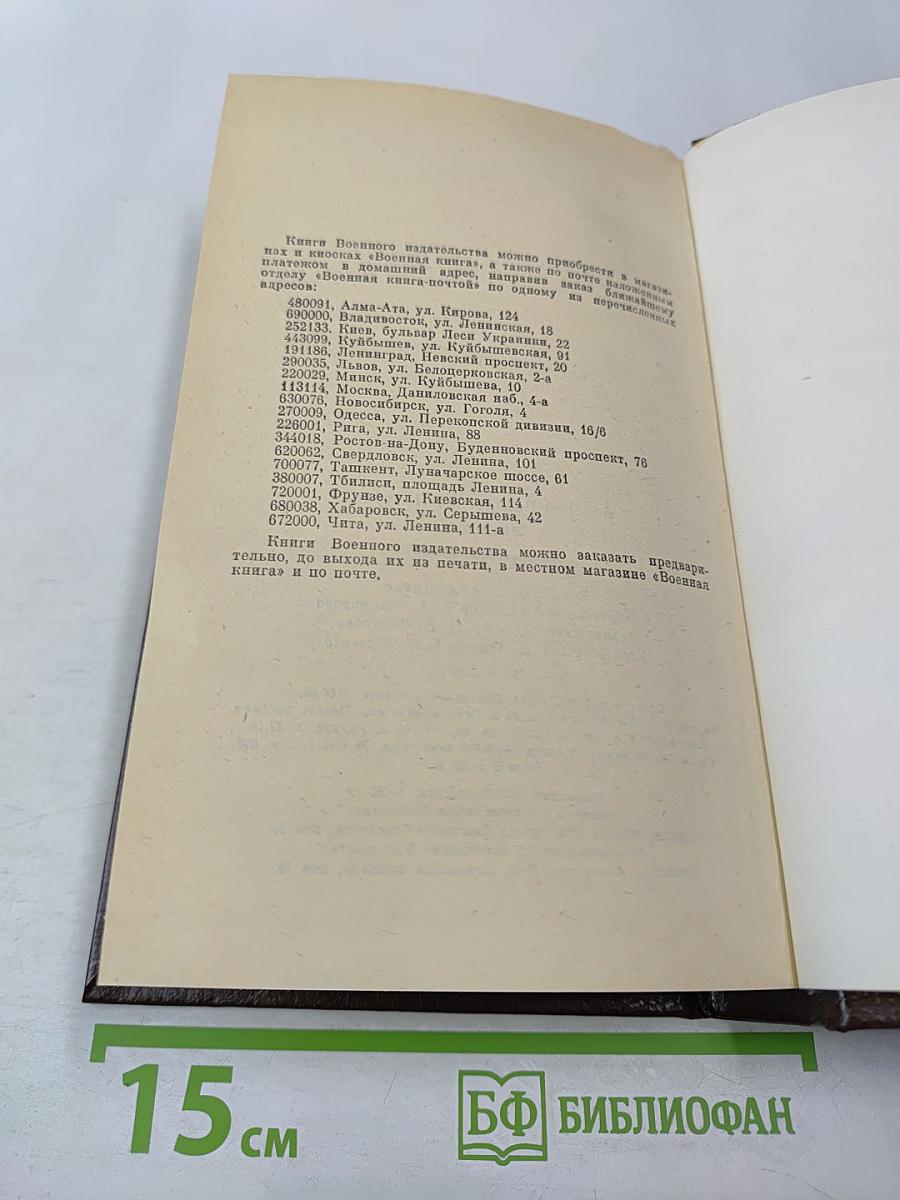 Книги Военного издательства можно приобрести в магази-
нах и киосках «Военная книга», а также по почте наложенным
платежом в домашний адрес, направив заказ ближайшему
отделу «Военная книга-почтой» по одному из перечисленных
адресов:
480091, Алма-Ата, ул. Кирова, 124
690000, Владивосток, ул. Ленинская, 18
252133. Киев, бульвар Леси Украинки, 22
443099, Куйбышев, ул. Куйбышевская, 91
191186, Ленинград, Невский проспект, 20
290035, Львов, ул. Белоцерковская, 2-а
220029, Минск, ул. Куйбышева, 10
113114, Москва, Даниловская наб., 4-а
630076, Новосибирск, ул. Гоголя, 4
270009, Одесса, ул. Перекопской дивизии, 16/6
226001, Рига, ул. Ленина, 88
344018, Ростов-на-Дону, Буденновский проспект, 76
620062, Свердловск, ул. Ленина, 101
700077, Ташкент, Луначарское шоссе, 61
380007, Тбилиси, площадь Ленина, 4
720001, Фрунзе, ул. Киевская, 114
680038, Хабаровск, ул. Серышева, 42
672000, Чита, ул. Ленина, 111-а
Книги Военного издательства можно заказать предвари-
тельно, до выхода их из печати, в местном магазине «Военная
книга» и по почте,
15 см
БФ БИБЛИОФАН